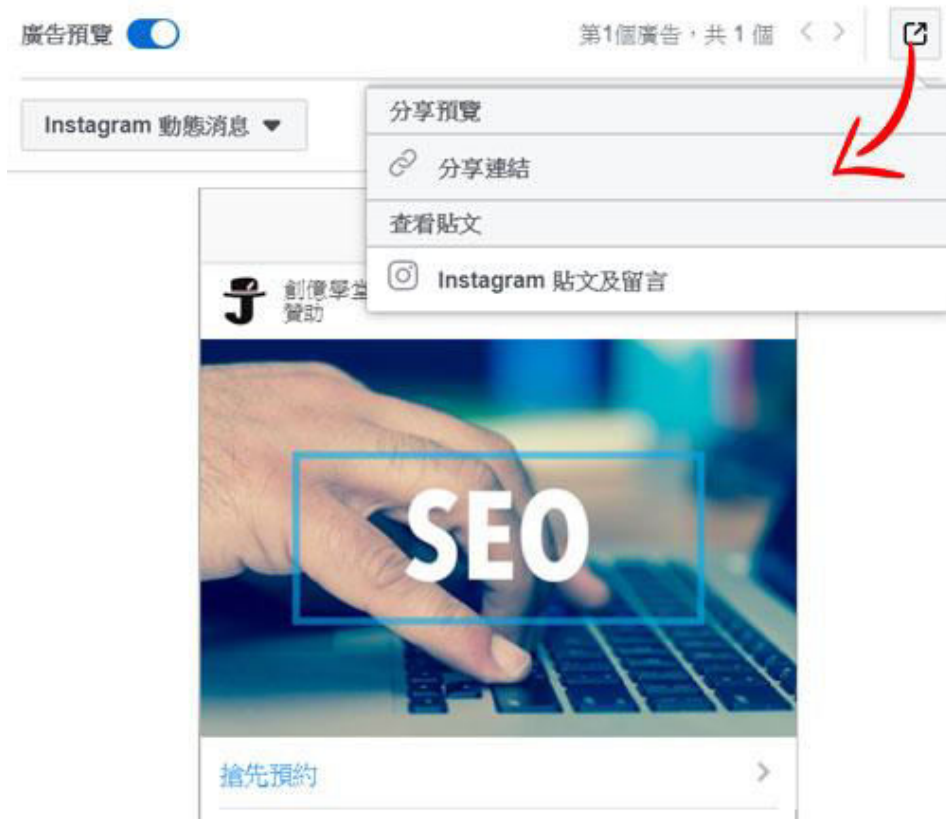 廣告預覽
第1個廣告，共 1 個
Instagram 動態消息
分享預覽
分享連結
查看貼文
Instagram 貼文及留言
創億學堂
贊助
SEO
搶先預約